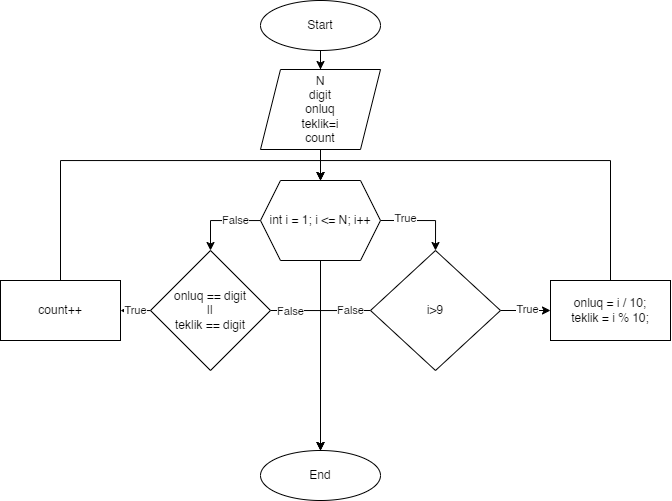 Start
N
digit
onluq
teklik=i
count
int i = 1; i <= N; i++
False
True
onluq == digit
II
teklik == digit
i>9
count++
True
False
False
True
onluq = i / 10;
teklik = i % 10;
End